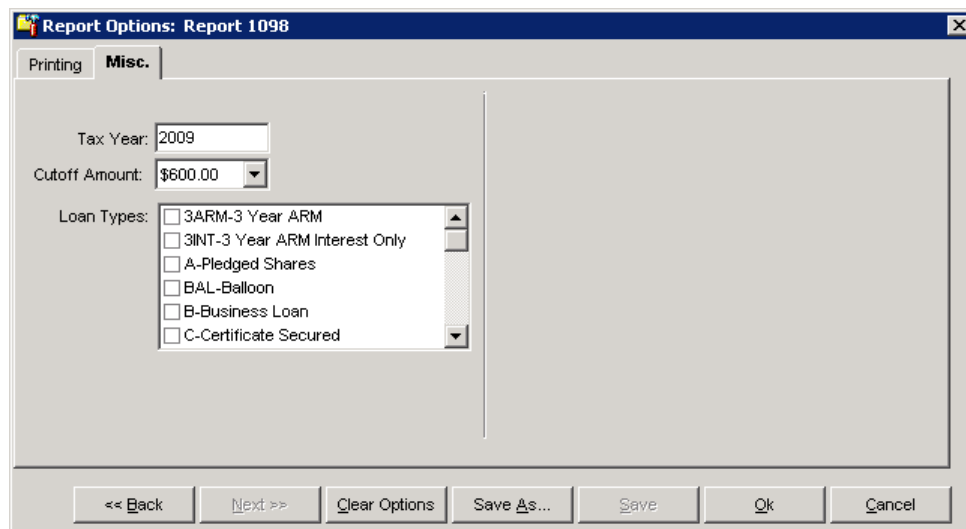 Report Options: Report 1098
Printing Misc.
Tax Year: 2009
Cutoff Amount: $600.00
Loan Types: 3ARM-3 Year ARM
3INT-3 Year ARM Interest Only
A-Pledged Shares
BAL-Balloon
B-Business Loan
C-Certificate Secured
<< Back Next >> Clear Options Save As... Save Ok Cancel